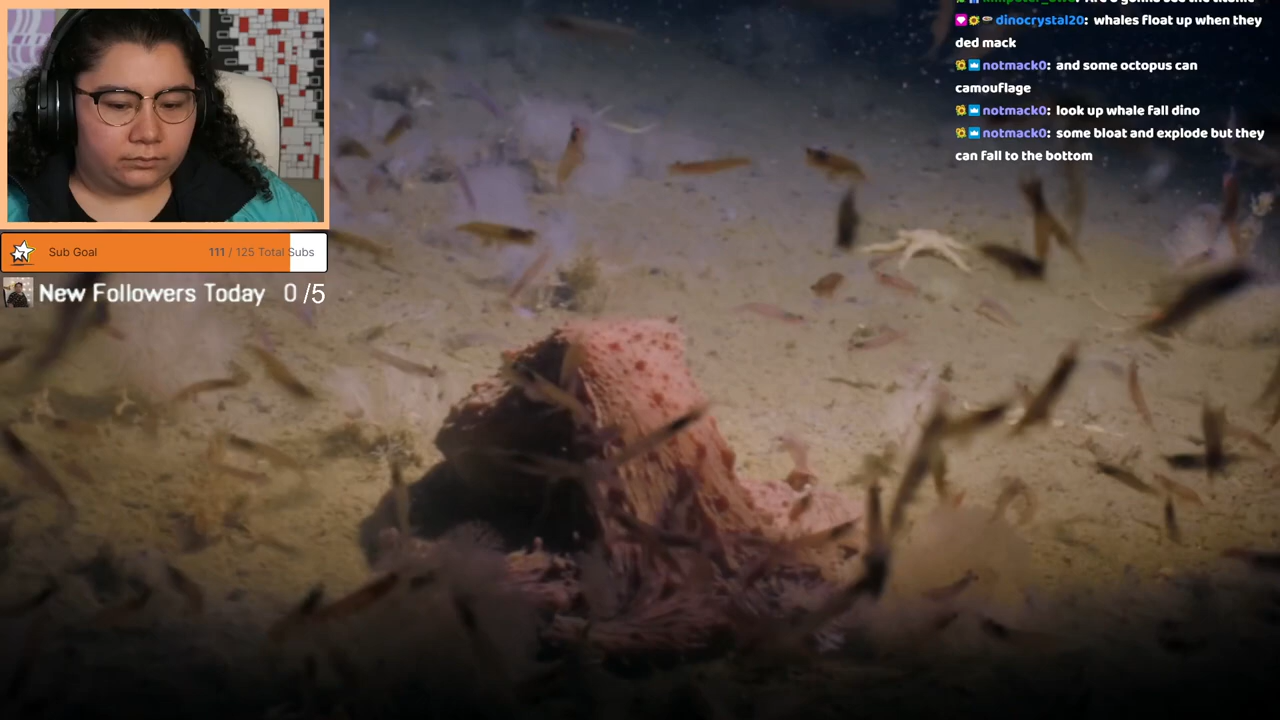 dinocrystal20: whales float up when they
ded mack
notmack0: and some octopus can
camouflage
notmack0: look up whale fall dino
notmack0: some bloat and explode but they
can fall to the bottom
Sub Goal 111 / 125 Total Subs
New Followers Today 0 /5